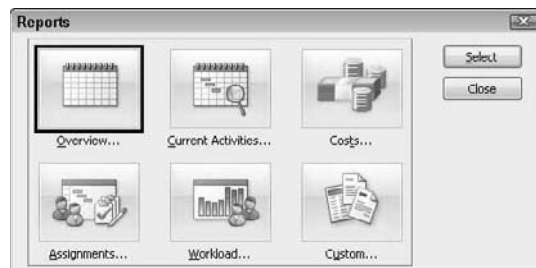 Reports
Select
Close
Overview...
Current Activities...
Costs...
Assignments...
Workload...
Custom...